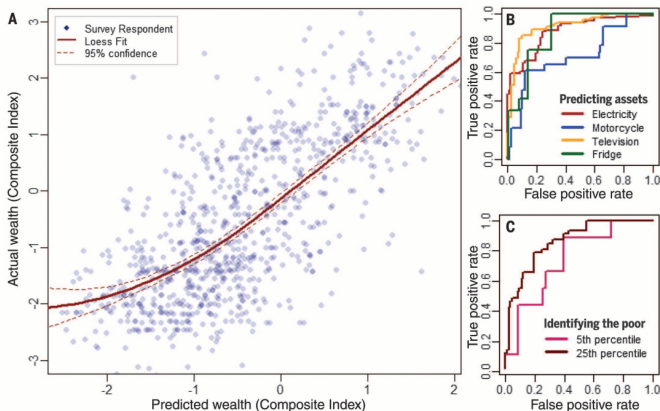 A
Survey Respondent
Loess Fit
95% confidence
Actual wealth (Composite Index)
3
2
1
0
-1
-2
-3
-2
-1
0
1
2
Predicted wealth (Composite Index)
B
True positive rate
1.0
0.8
0.6
0.4
0.2
0.0
Predicting assets
Electricity
Motorcycle
Television
Fridge
0.0 0.2 0.4 0.6 0.8 1.0
False positive rate
C
True positive rate
1.0
0.8
0.6
0.4
0.2
0.0
Identifying the poor
5th percentile
25th percentile
0.0 0.2 0.4 0.6 0.8 1.0
False positive rate